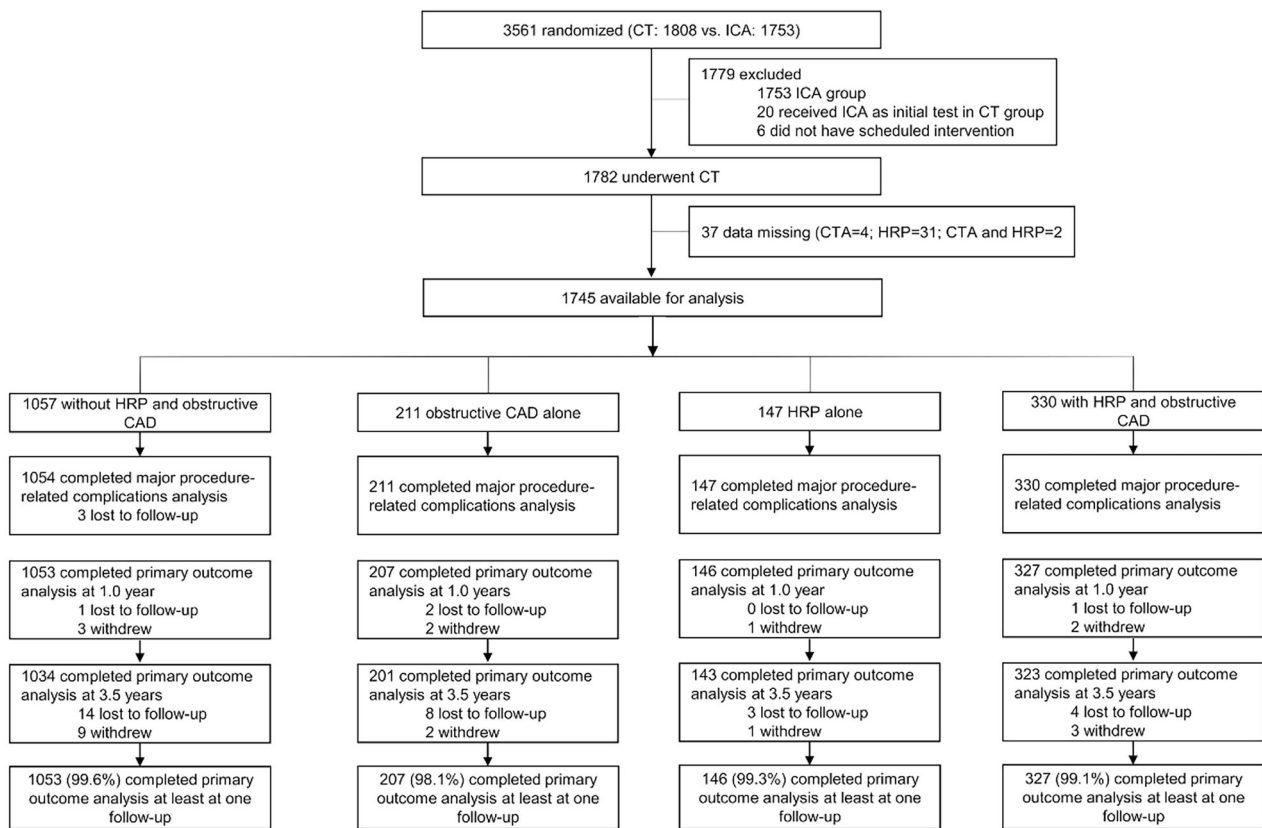 3561 randomized (CT: 1808 vs. ICA: 1753)
1779 excluded
1753 ICA group
20 received ICA as initial test in CT group
6 did not have scheduled intervention
1782 underwent CT
37 data missing (CTA=4; HRP=31; CTA and HRP=2
1745 available for analysis
1057 without HRP and obstructive
CAD
211 obstructive CAD alone
147 HRP alone
330 with HRP and obstructive
CAD
1054 completed major procedure-
related complications analysis
3 lost to follow-up
211 completed major procedure-
related complications analysis
147 completed major procedure-
related complications analysis
330 completed major procedure-
related complications analysis
1053 completed primary outcome
analysis at 1.0 year
1 lost to follow-up
3 withdrew
207 completed primary outcome
analysis at 1.0 years
2 lost to follow-up
2 withdrew
146 completed primary outcome
analysis at 1.0 year
0 lost to follow-up
1 withdrew
327 completed primary outcome
analysis at 1.0 year
1 lost to follow-up
2 withdrew
1034 completed primary outcome
analysis at 3.5 years
14 lost to follow-up
9 withdrew
201 completed primary outcome
analysis at 3.5 years
8 lost to follow-up
2 withdrew
143 completed primary outcome
analysis at 3.5 years
3 lost to follow-up
1 withdrew
323 completed primary outcome
analysis at 3.5 years
4 lost to follow-up
3 withdrew
1053 (99.6%) completed primary
outcome analysis at least at one
follow-up
207 (98.1%) completed primary
outcome analysis at least at one
follow-up
146 (99.3%) completed primary
outcome analysis at least at one
follow-up
327 (99.1%) completed primary
outcome analysis at least at one
follow-up